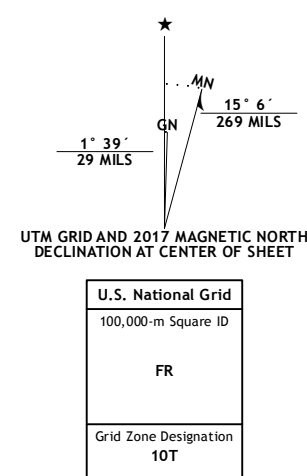 ★
MN
GN
15° 6´
269 MILS
1° 39´
29 MILS
UTM GRID AND 2017 MAGNETIC NORTH
DECLINATION AT CENTER OF SHEET
U.S. National Grid
100,000-m Square ID
FR
Grid Zone Designation
10T